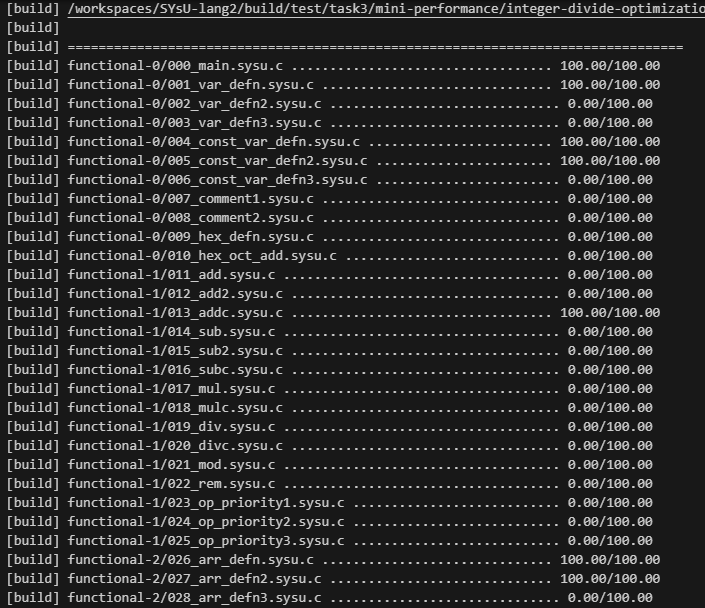 [build] /workspaces/SYsU-lang2/build/test/task3/mini-performance/integer-divide-optimizatio
[build]
[build] ================================================================================
[build] functional-0/000_main.sysu.c .................................. 100.00/100.00
[build] functional-0/001_var_defn.sysu.c .............................. 100.00/100.00
[build] functional-0/002_var_defn2.sysu.c .............................. 0.00/100.00
[build] functional-0/003_var_defn3.sysu.c .............................. 0.00/100.00
[build] functional-0/004_const_var_defn.sysu.c ........................ 100.00/100.00
[build] functional-0/005_const_var_defn2.sysu.c ....................... 100.00/100.00
[build] functional-0/006_const_var_defn3.sysu.c ........................ 0.00/100.00
[build] functional-0/007_comment1.sysu.c ............................... 0.00/100.00
[build] functional-0/008_comment2.sysu.c ............................... 0.00/100.00
[build] functional-0/009_hex_defn.sysu.c ............................... 0.00/100.00
[build] functional-0/010_hex_oct_add.sysu.c ............................ 0.00/100.00
[build] functional-1/011_add.sysu.c .................................... 0.00/100.00
[build] functional-1/012_add2.sysu.c ................................... 0.00/100.00
[build] functional-1/013_addc.sysu.c .................................. 100.00/100.00
[build] functional-1/014_sub.sysu.c .................................... 0.00/100.00
[build] functional-1/015_sub2.sysu.c ................................... 0.00/100.00
[build] functional-1/016_subc.sysu.c ................................... 0.00/100.00
[build] functional-1/017_mul.sysu.c .................................... 0.00/100.00
[build] functional-1/018_mulc.sysu.c ................................... 0.00/100.00
[build] functional-1/019_div.sysu.c .................................... 0.00/100.00
[build] functional-1/020_divc.sysu.c ................................... 0.00/100.00
[build] functional-1/021_mod.sysu.c .................................... 0.00/100.00
[build] functional-1/022_rem.sysu.c .................................... 0.00/100.00
[build] functional-1/023_op_priority1.sysu.c ........................... 0.00/100.00
[build] functional-1/024_op_priority2.sysu.c ........................... 0.00/100.00
[build] functional-1/025_op_priority3.sysu.c ........................... 0.00/100.00
[build] functional-2/026_arr_defn.sysu.c .............................. 100.00/100.00
[build] functional-2/027_arr_defn2.sysu.c ............................. 100.00/100.00
[build] functional-2/028_arr_defn3.sysu.c .............................. 0.00/100.00